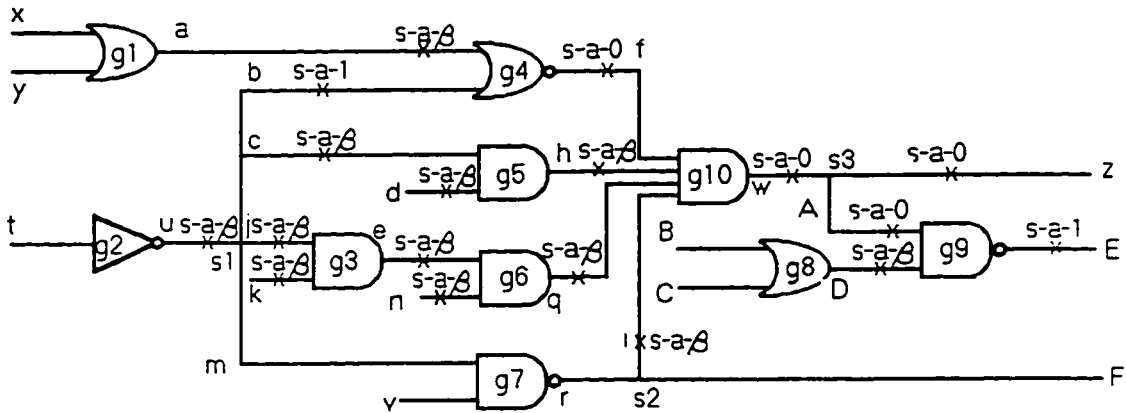 x
a
s-a-β
s-a-0
f
g1
g4
y
b
s-a-1
c
s-a-β
h
s-a-β
s-a-0
s3
s-a-0
g5
g10
w
z
d
s-a-β
A
s-a-0
t
u
s-a-β
j
s-a-β
e
s-a-β
s-a-β
B
s-a-1
g2
g3
g9
E
s1
s-a-β
g6
g8
s-a-β
k
n
s-a-β
q
C
D
l
s-a-β
m
g7
F
v
r
s2